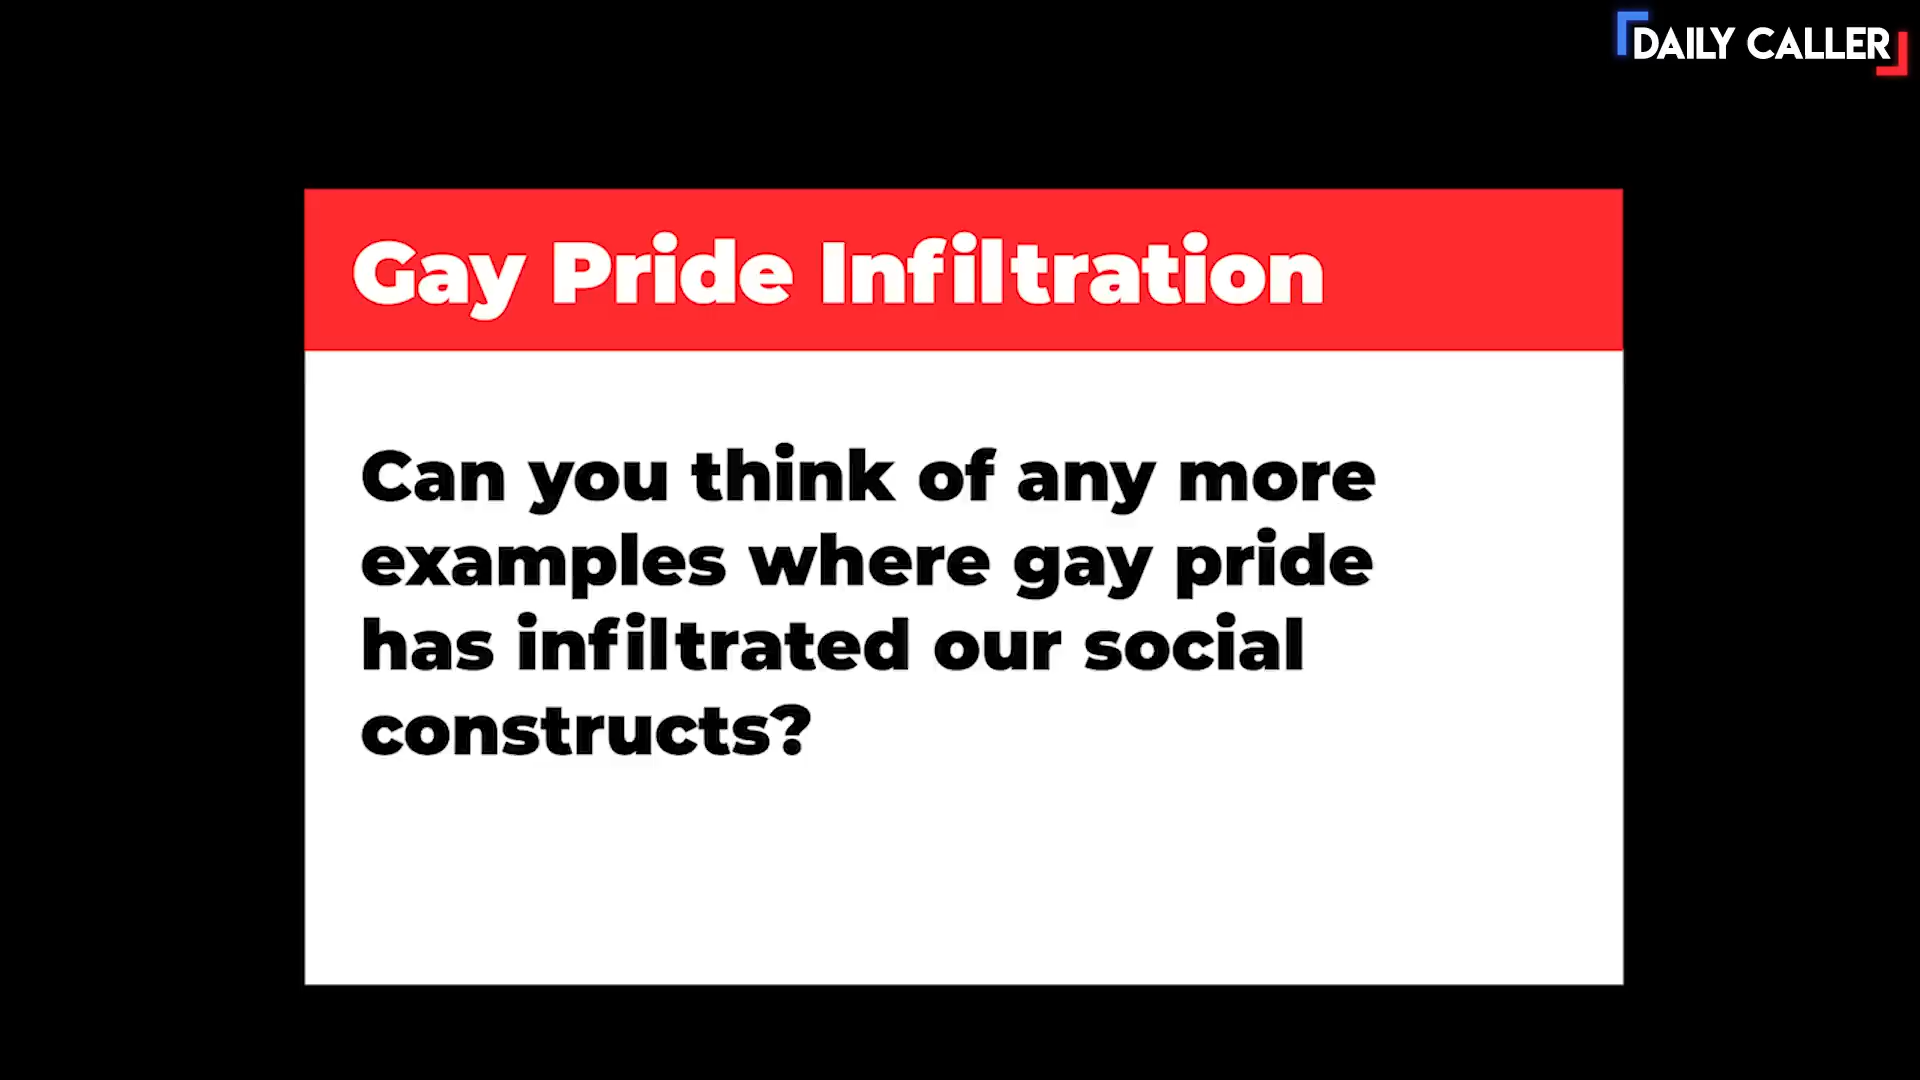 DAILY CALLER
Gay Pride Infiltration
Can you think of any more
examples where gay pride
has infiltrated our social
constructs?